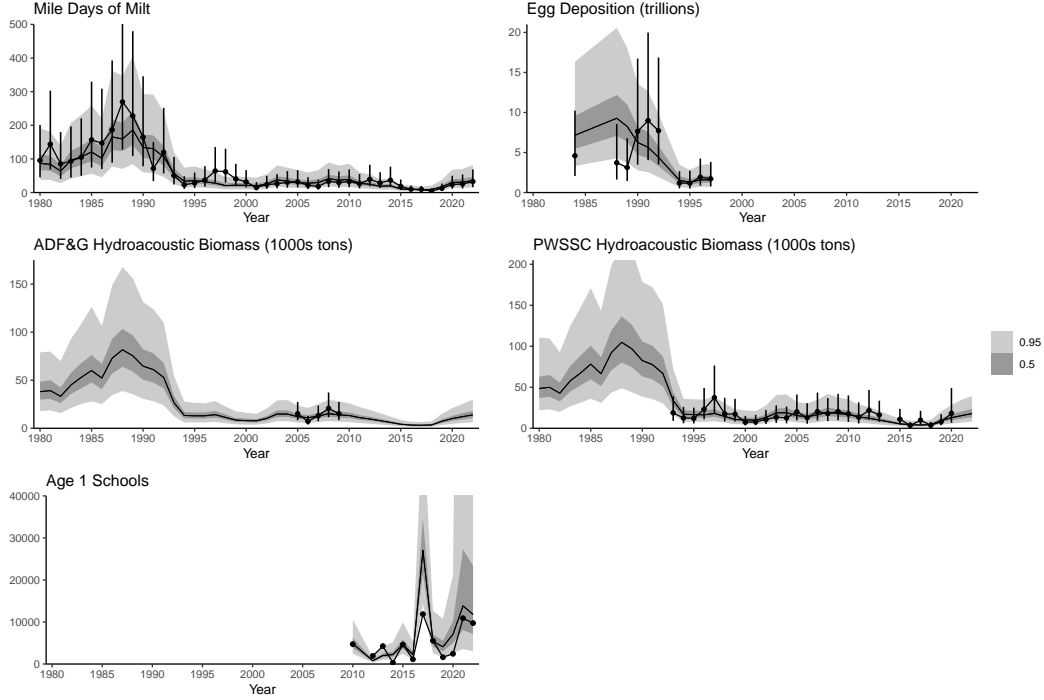 Mile Days of Milt
500
400
300
200
100
0
1980 1985 1990 1995 2000 2005 2010 2015 2020
Year
Egg Deposition (trillions)
20
15
10
5
0
1980 1985 1990 1995 2000 2005 2010 2015 2020
Year
ADF&G Hydroacoustic Biomass (1000s tons)
150
100
50
0
1980 1985 1990 1995 2000 2005 2010 2015 2020
Year
PWSSC Hydroacoustic Biomass (1000s tons)
200
150
100
50
0
1980 1985 1990 1995 2000 2005 2010 2015 2020
Year
0.95
0.5
Age 1 Schools
40000
30000
20000
10000
0
1980 1985 1990 1995 2000 2005 2010 2015 2020
Year